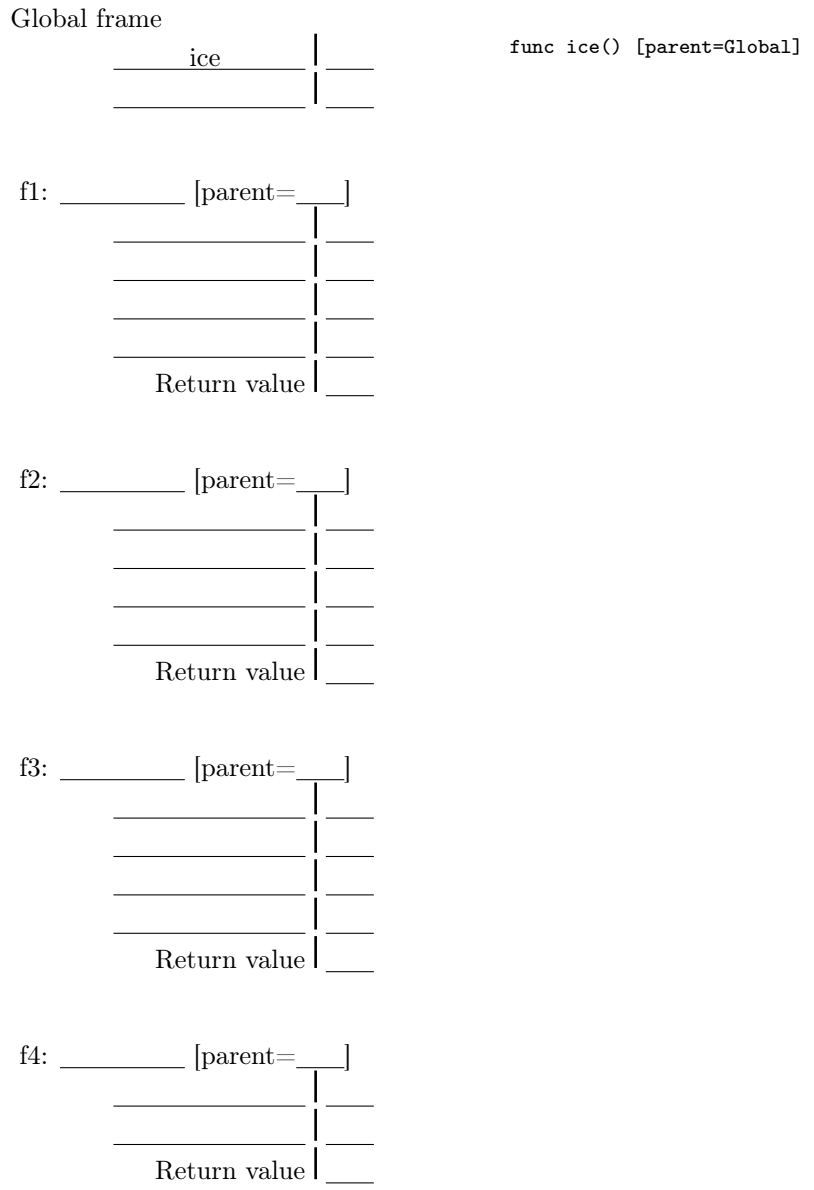 Global frame
ice
func ice() [parent=Global]
f1: [parent= ]
Return value
f2: [parent= ]
Return value
f3: [parent= ]
Return value
f4: [parent= ]
Return value